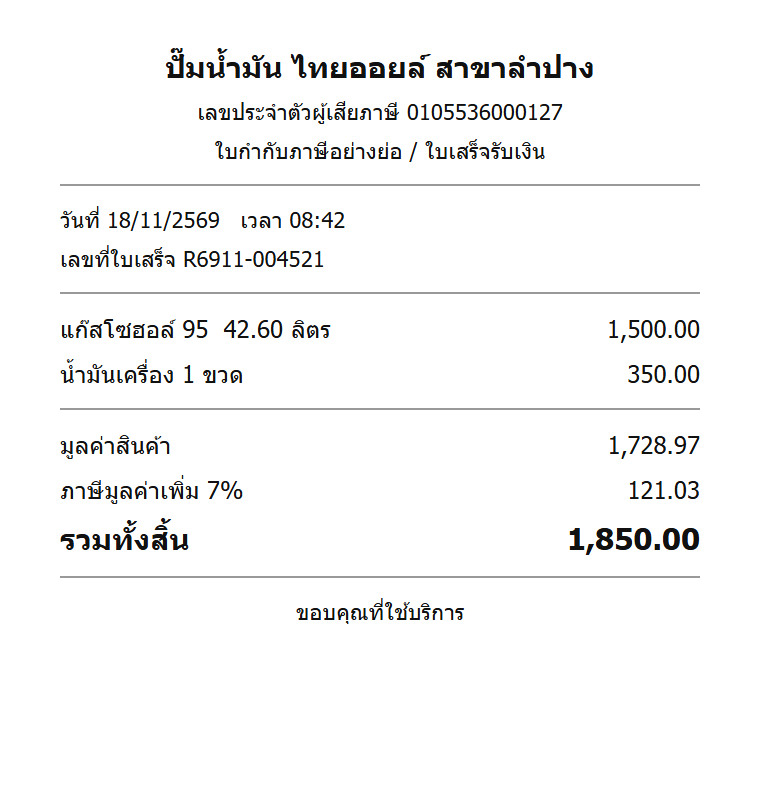 ปั๊มน้ำมัน ไทยออยล์ สาขาลำปาง
เลขประจำตัวผู้เสียภาษี 0105536000127
ใบกำกับภาษีอย่างย่อ / ใบเสร็จรับเงิน
วันที่ 18/11/2569 เวลา 08:42
เลขที่ใบเสร็จ R6911-004521
แก๊สโซฮอล์ 95 42.60 ลิตร 1,500.00
น้ำมันเครื่อง 1 ขวด 350.00
มูลค่าสินค้า 1,728.97
ภาษีมูลค่าเพิ่ม 7% 121.03
รวมทั้งสิ้น 1,850.00
ขอบคุณที่ใช้บริการ